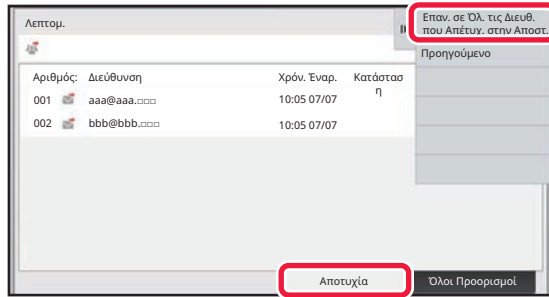 Λεπτομ.
Επαν. σε Όλ. τις Διευθ.
που Απέτυχ. στην Αποστ.
Προηγούμενο
Αριθμός: Διεύθυνση Χρόν. Έναρ. Κατάστασ
η
001 aaa@aaa.□□□ 10:05 07/07
002 bbb@bbb.□□□ 10:05 07/07
Αποτυχία Όλοι Προορισμοί